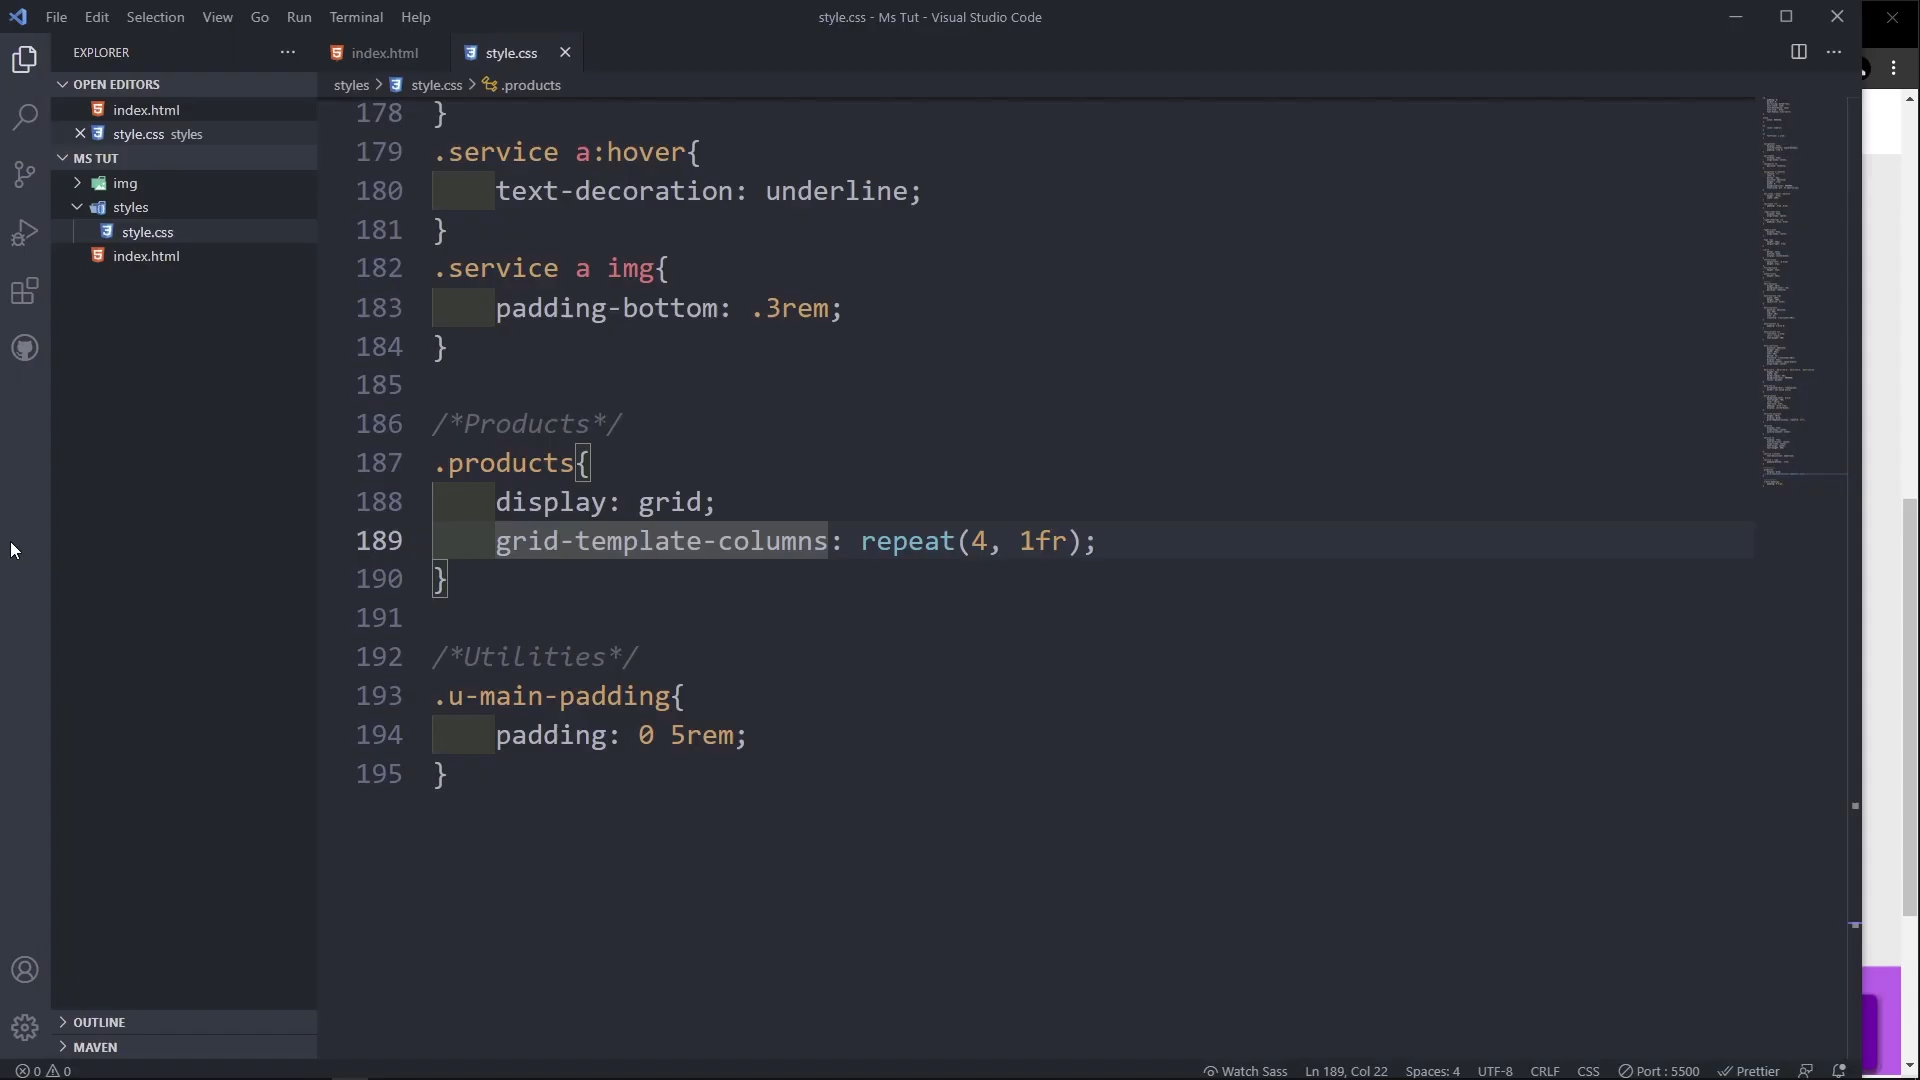 File Edit Selection View Go Run Terminal Help
style.css - Ms Tut - Visual Studio Code
EXPLORER
index.html
style.css
OPEN EDITORS
index.html
style.css styles
MS TUT
img
styles
style.css
index.html
OUTLINE
MAVEN
styles > style.css > .products
178 }
179 .service a:hover{
180 text-decoration: underline;
181 }
182 .service a img{
183 padding-bottom: .3rem;
184 }
185
186 /*Products*/
187 .products{
188 display: grid;
189 grid-template-columns: repeat(4, 1fr);
190 }
191
192 /*Utilities*/
193 .u-main-padding{
194 padding: 0 5rem;
195 }
0 0
Watch Sass Ln 189, Col 22 Spaces: 4 UTF-8 CRLF CSS Port : 5500 Prettier